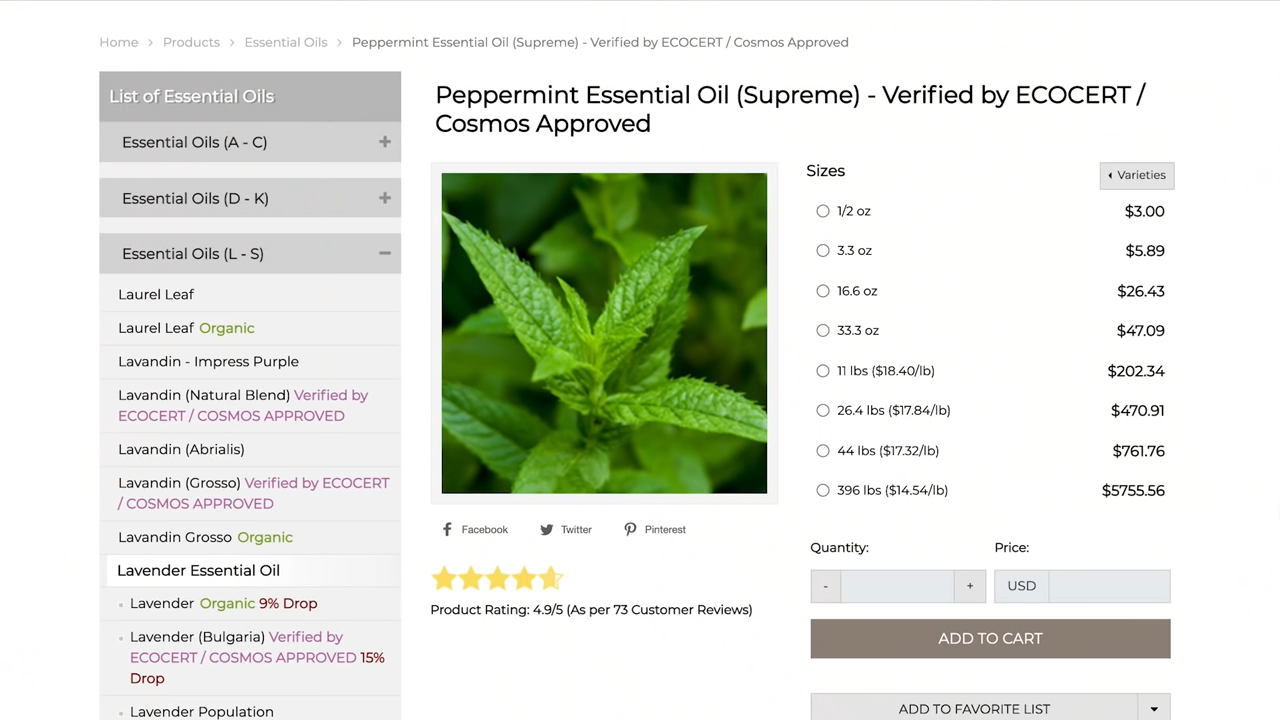 Home > Products > Essential Oils > Peppermint Essential Oil (Supreme) - Verified by ECOCERT / Cosmos Approved
List of Essential Oils
Essential Oils (A - C) +
Essential Oils (D - K) +
Essential Oils (L - S) −
Laurel Leaf
Laurel Leaf Organic
Lavandin - Impress Purple
Lavandin (Natural Blend) Verified by
ECOCERT / COSMOS APPROVED
Lavandin (Abrialis)
Lavandin (Grosso) Verified by ECOCERT
/ COSMOS APPROVED
Lavandin Grosso Organic
Lavender Essential Oil
Lavender Organic 9% Drop
Lavender (Bulgaria) Verified by
ECOCERT / COSMOS APPROVED 15%
Drop
Lavender Population
Peppermint Essential Oil (Supreme) - Verified by ECOCERT /
Cosmos Approved
Facebook Twitter Pinterest
Product Rating: 4.9/5 (As per 73 Customer Reviews)
Sizes
Varieties
1/2 oz $3.00
3.3 oz $5.89
16.6 oz $26.43
33.3 oz $47.09
11 lbs ($18.40/lb) $202.34
26.4 lbs ($17.84/lb) $470.91
44 lbs ($17.32/lb) $761.76
396 lbs ($14.54/lb) $5755.56
Quantity: Price:
- + USD
ADD TO CART
ADD TO FAVORITE LIST